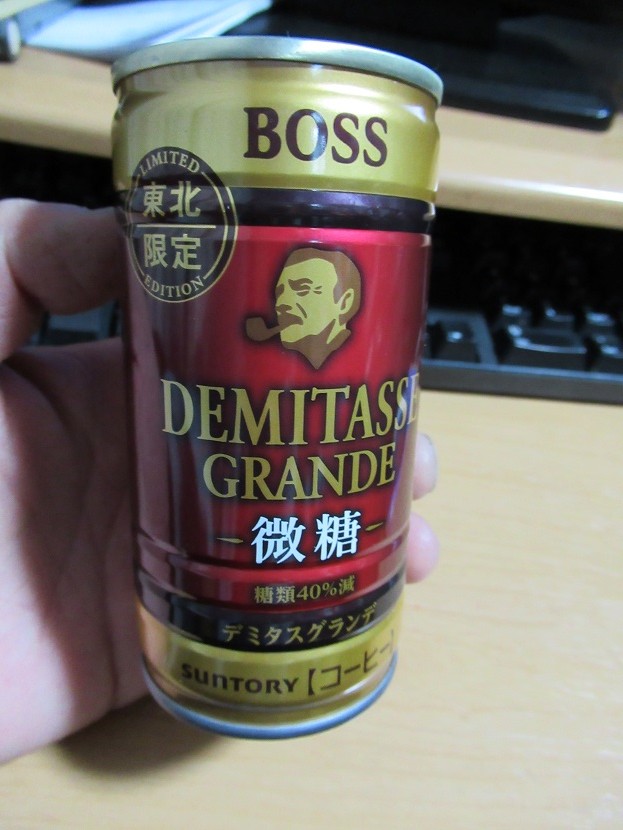 BOSS
LIMITED
東北
限定
EDITION
DEMITASSE
GRANDE
微糖
糖類40%減
デミタスグランデ
SUNTORY【コーヒー